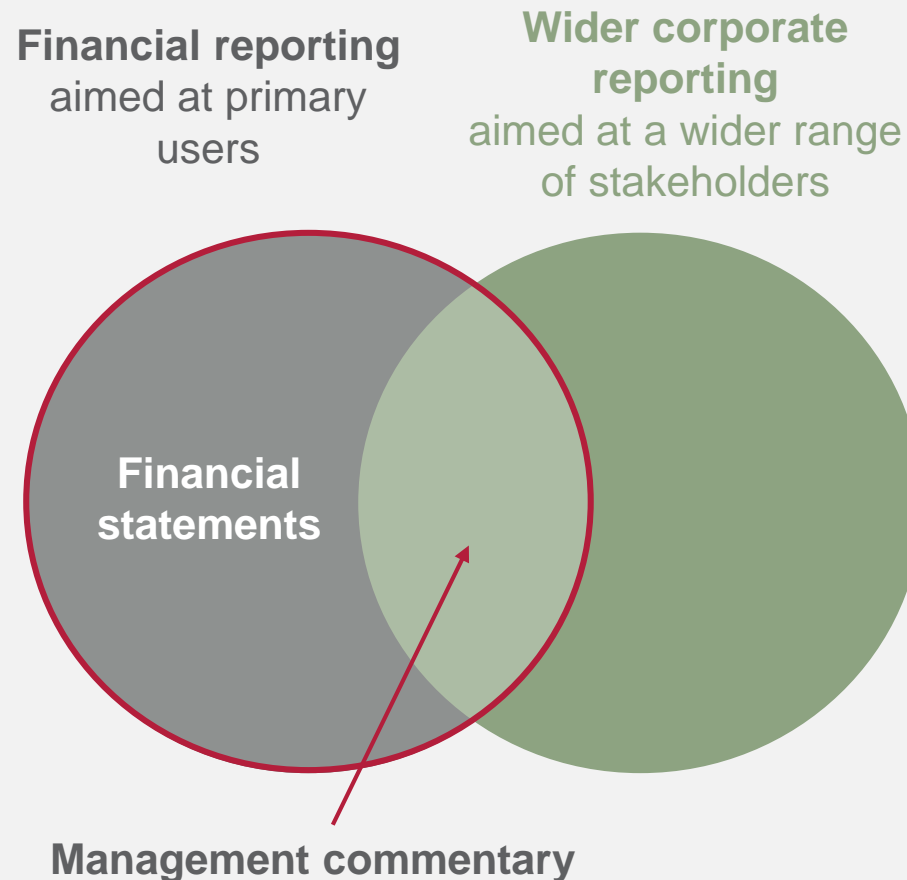 Financial reporting
aimed at primary
users
Wider corporate
reporting
aimed at a wider range
of stakeholders
Financial
statements
Management commentary